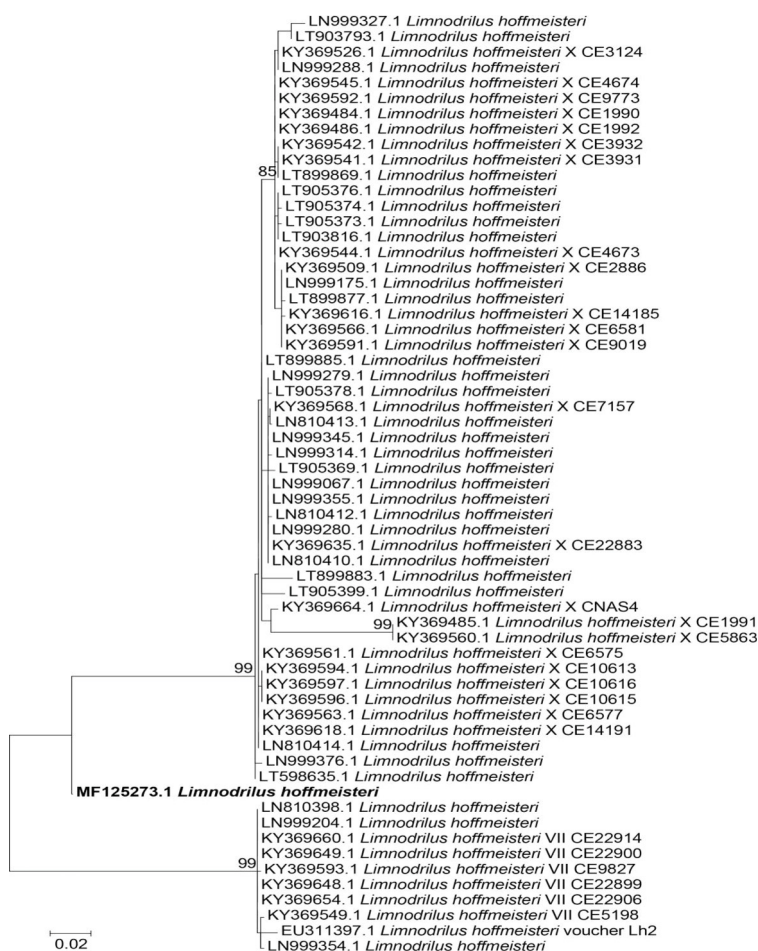 LN999327.1 Limnodrilus hoffmeisteri
LT903793.1 Limnodrilus hoffmeisteri
KY369526.1 Limnodrilus hoffmeisteri X CE3124
LN999288.1 Limnodrilus hoffmeisteri
KY369545.1 Limnodrilus hoffmeisteri X CE4674
KY369592.1 Limnodrilus hoffmeisteri X CE9773
KY369484.1 Limnodrilus hoffmeisteri X CE1990
KY369486.1 Limnodrilus hoffmeisteri X CE1992
KY369542.1 Limnodrilus hoffmeisteri X CE3932
KY369541.1 Limnodrilus hoffmeisteri X CE3931
85
LT899869.1 Limnodrilus hoffmeisteri
LT905376.1 Limnodrilus hoffmeisteri
LT905374.1 Limnodrilus hoffmeisteri
LT905373.1 Limnodrilus hoffmeisteri
LT903816.1 Limnodrilus hoffmeisteri
KY369544.1 Limnodrilus hoffmeisteri X CE4673
KY369509.1 Limnodrilus hoffmeisteri X CE2886
LN999175.1 Limnodrilus hoffmeisteri
LT899877.1 Limnodrilus hoffmeisteri
KY369616.1 Limnodrilus hoffmeisteri X CE14185
KY369566.1 Limnodrilus hoffmeisteri X CE6581
KY369591.1 Limnodrilus hoffmeisteri X CE9019
LT899885.1 Limnodrilus hoffmeisteri
LN999279.1 Limnodrilus hoffmeisteri
LT905378.1 Limnodrilus hoffmeisteri
KY369568.1 Limnodrilus hoffmeisteri X CE7157
LN810413.1 Limnodrilus hoffmeisteri
LN999345.1 Limnodrilus hoffmeisteri
LN999314.1 Limnodrilus hoffmeisteri
LT905369.1 Limnodrilus hoffmeisteri
LN999067.1 Limnodrilus hoffmeisteri
LN999355.1 Limnodrilus hoffmeisteri
LN810412.1 Limnodrilus hoffmeisteri
LN999280.1 Limnodrilus hoffmeisteri
KY369635.1 Limnodrilus hoffmeisteri X CE22883
LN810410.1 Limnodrilus hoffmeisteri
LT899883.1 Limnodrilus hoffmeisteri
LT905399.1 Limnodrilus hoffmeisteri
KY369664.1 Limnodrilus hoffmeisteri X CNAS4
99
KY369485.1 Limnodrilus hoffmeisteri X CE1991
KY369560.1 Limnodrilus hoffmeisteri X CE5863
KY369561.1 Limnodrilus hoffmeisteri X CE6575
99
KY369594.1 Limnodrilus hoffmeisteri X CE10613
KY369597.1 Limnodrilus hoffmeisteri X CE10616
KY369596.1 Limnodrilus hoffmeisteri X CE10615
KY369563.1 Limnodrilus hoffmeisteri X CE6577
KY369618.1 Limnodrilus hoffmeisteri X CE14191
LN810414.1 Limnodrilus hoffmeisteri
LN999376.1 Limnodrilus hoffmeisteri
LT598635.1 Limnodrilus hoffmeisteri
MF125273.1 Limnodrilus hoffmeisteri
LN810398.1 Limnodrilus hoffmeisteri
LN999204.1 Limnodrilus hoffmeisteri
KY369660.1 Limnodrilus hoffmeisteri VII CE22914
KY369649.1 Limnodrilus hoffmeisteri VII CE22900
99
KY369593.1 Limnodrilus hoffmeisteri VII CE9827
KY369648.1 Limnodrilus hoffmeisteri VII CE22899
KY369654.1 Limnodrilus hoffmeisteri VII CE22906
KY369549.1 Limnodrilus hoffmeisteri VII CE5198
EU311397.1 Limnodrilus hoffmeisteri voucher Lh2
LN999354.1 Limnodrilus hoffmeisteri
0.02